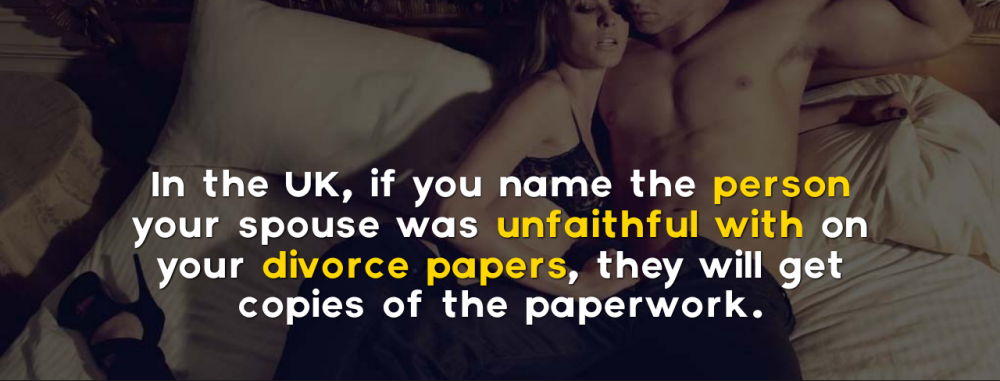 In the UK, if you name the person
your spouse was unfaithful with on
your divorce papers, they will get
copies of the paperwork.